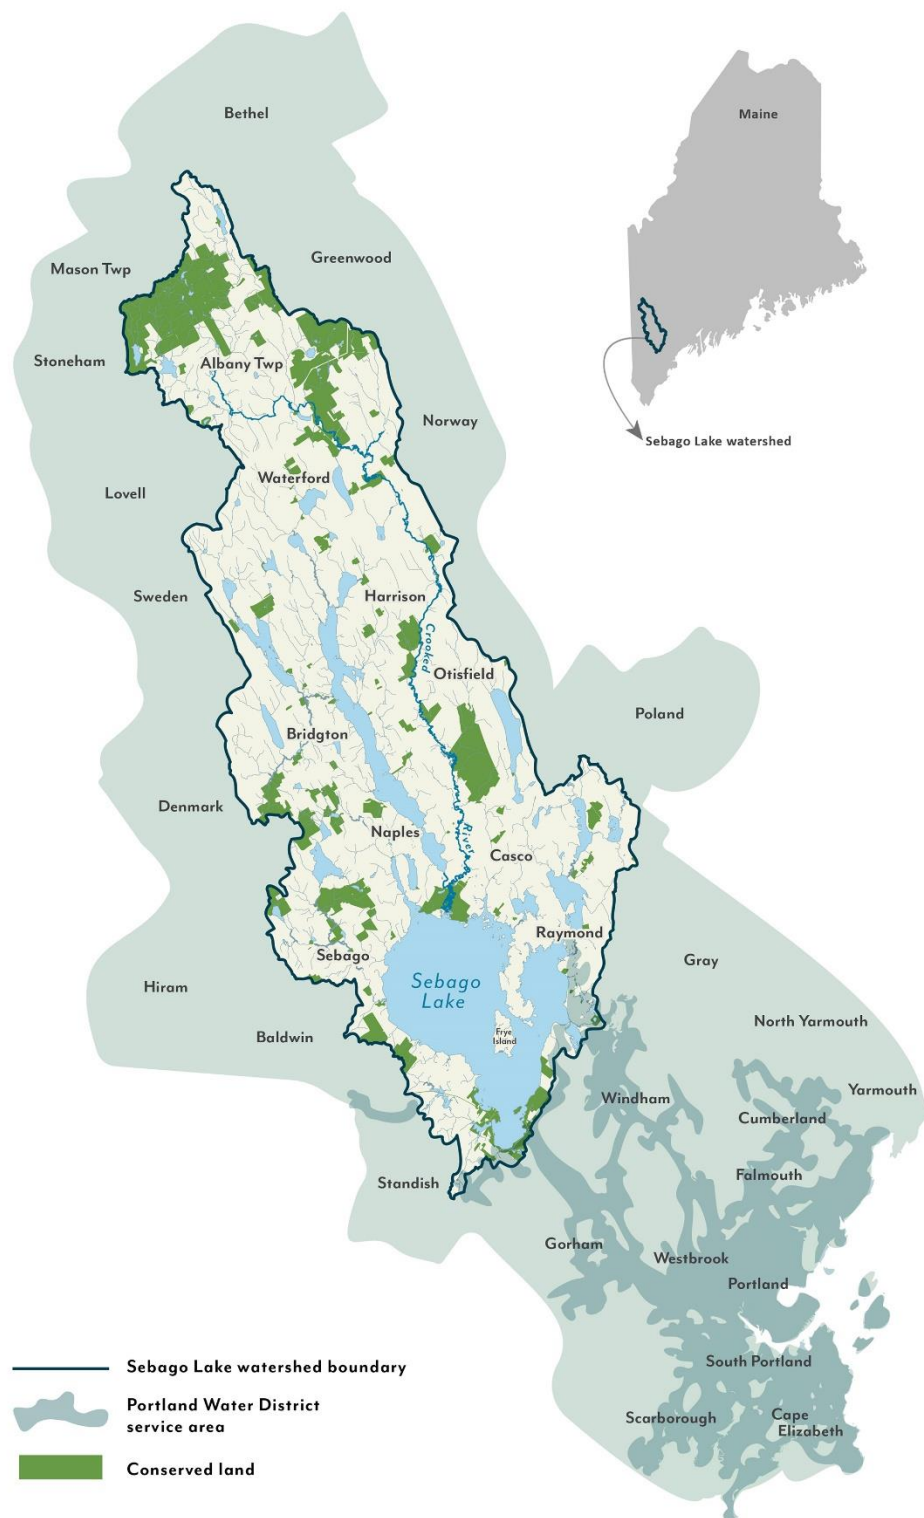 Bethel
Maine
Greenwood
Mason Twp
Stoneham
Albany Twp
Norway
Sebago Lake watershed
Waterford
Lovell
Sweden
Harrison
Crooked
Otisfield
Poland
Bridgton
Denmark
Naples
River
Casco
Raymond
Sebago
Gray
Sebago
Lake
Hiram
North Yarmouth
Baldwin
Frye
Island
Yarmouth
Windham
Cumberland
Standish
Falmouth
Gorham
Westbrook
Portland
South Portland
Scarborough
Cape
Elizabeth
Sebago Lake watershed boundary
Portland Water District
service area
Conserved land